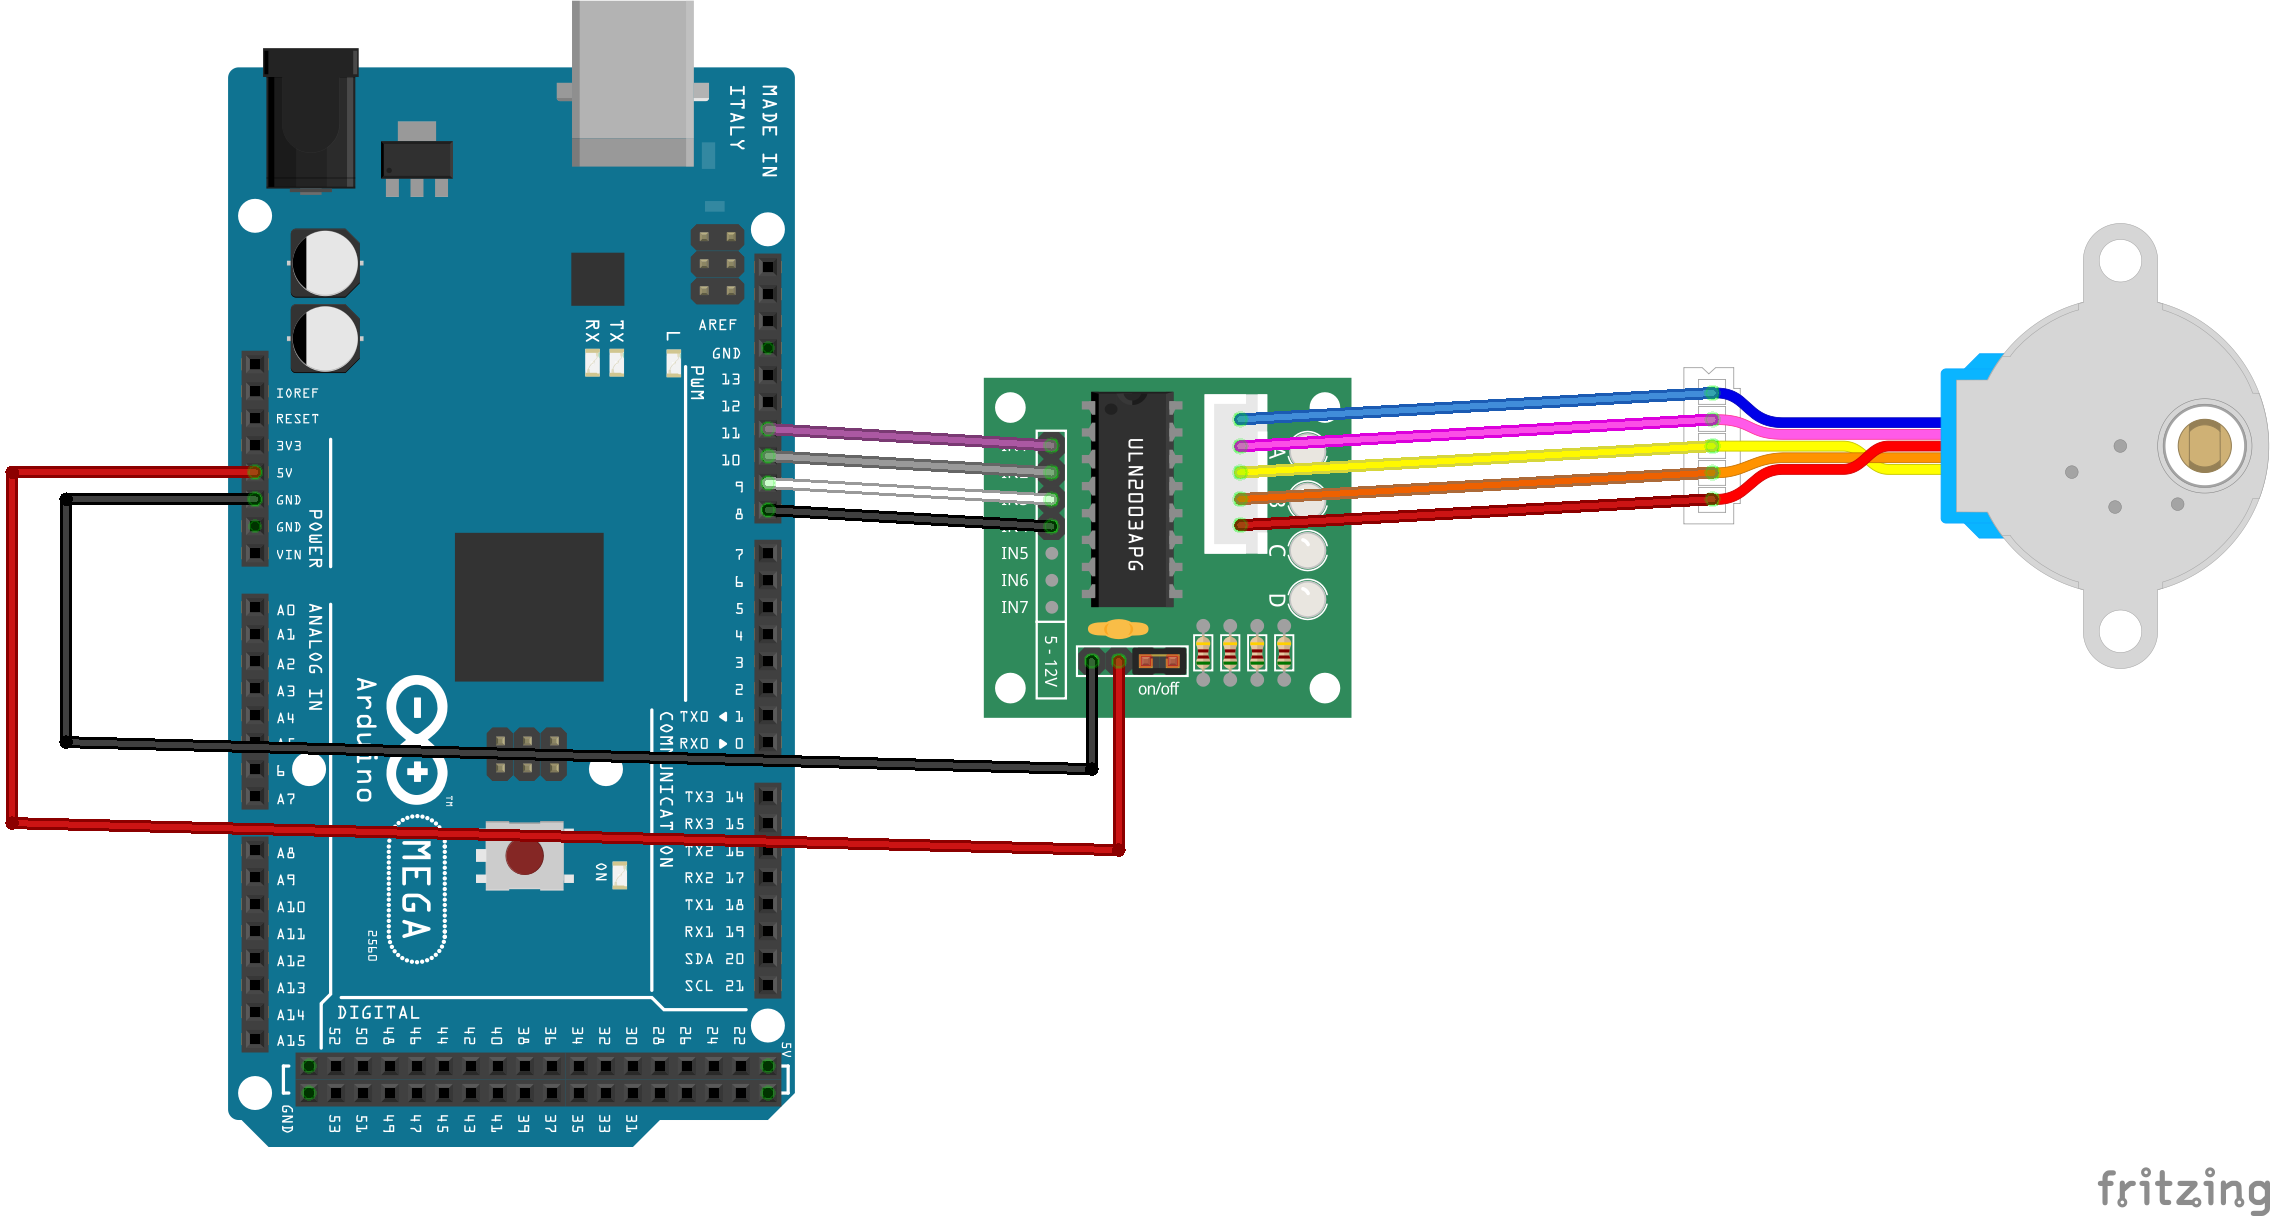 MADE IN
ITALY
RX
TX
L
AREF
GND
13
12
11
10
9
8
PWM
7
6
5
4
3
2
TX0 ◀ 1
RX0 ▶ 0
TX3 14
RX3 15
TX2 16
RX2 17
TX1 18
RX1 19
SDA 20
SCL 21
COMMUNICATION
IOREF
RESET
3V3
5V
GND
GND
VIN
POWER
A0
A1
A2
A3
A4
A5
6
A7
ANALOG IN
A8
A9
A10
A11
A12
A13
A14
A15
Arduino
TM
MEGA
2560
ON
DIGITAL
52 50 48 46 44 42 40 38 36 34 32 30 28 26 24 22
5V
GND
53 51 49 47 45 43 41 39 37 35 33 31
ULN2003APG
A
B
C
D
IN5
IN6
IN7
5 - 12V
on/off
fritzing